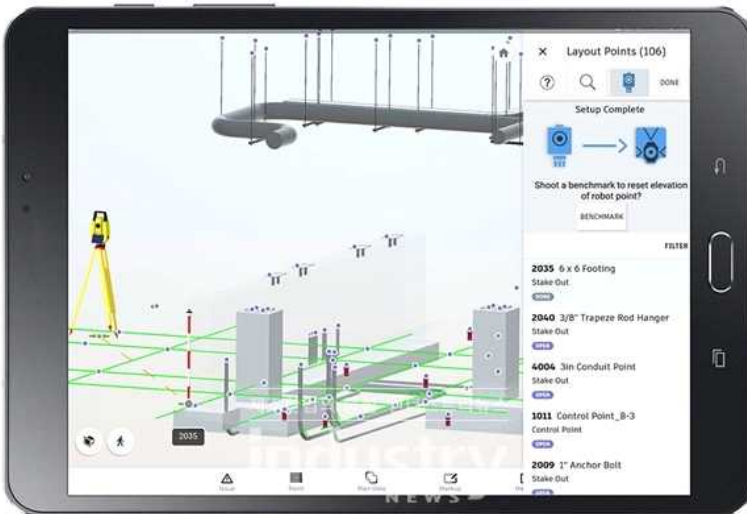 Layout Points (106)
DONE
Setup Complete
Shoot a benchmark to reset elevation
of robot point?
BENCHMARK
FILTER
2035 6 x 6 Footing
Stake Out
DONE
2040 3/8" Trapeze Rod Hanger
Stake Out
OPEN
4004 3in Conduit Point
Stake Out
OPEN
1011 Control Point_B-3
Control Point
OPEN
2009 1" Anchor Bolt
Stake Out
OPEN
2035
Issue
Markup
Industry
NEWS